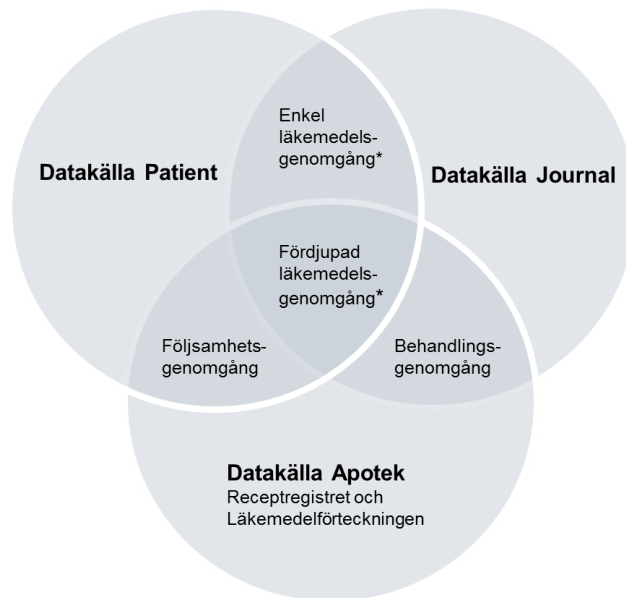 Enkel
läkemedels-
genomgång*
Datakälla Patient
Datakälla Journal
Fördjupad
läkemedels-
genomgång*
Följsamhets-
genomgång
Behandlings-
genomgång
Datakälla Apotek
Receptregistret och
Läkemedelförteckningen